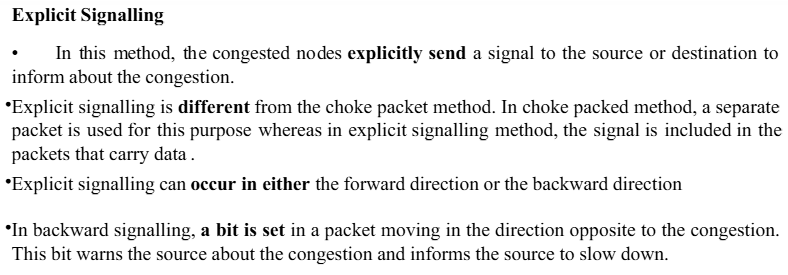 Explicit Signalling
• In this method, the congested nodes explicitly send a signal to the source or destination to
inform about the congestion.
•Explicit signalling is different from the choke packet method. In choke packed method, a separate
packet is used for this purpose whereas in explicit signalling method, the signal is included in the
packets that carry data .
•Explicit signalling can occur in either the forward direction or the backward direction
•In backward signalling, a bit is set in a packet moving in the direction opposite to the congestion.
This bit warns the source about the congestion and informs the source to slow down.